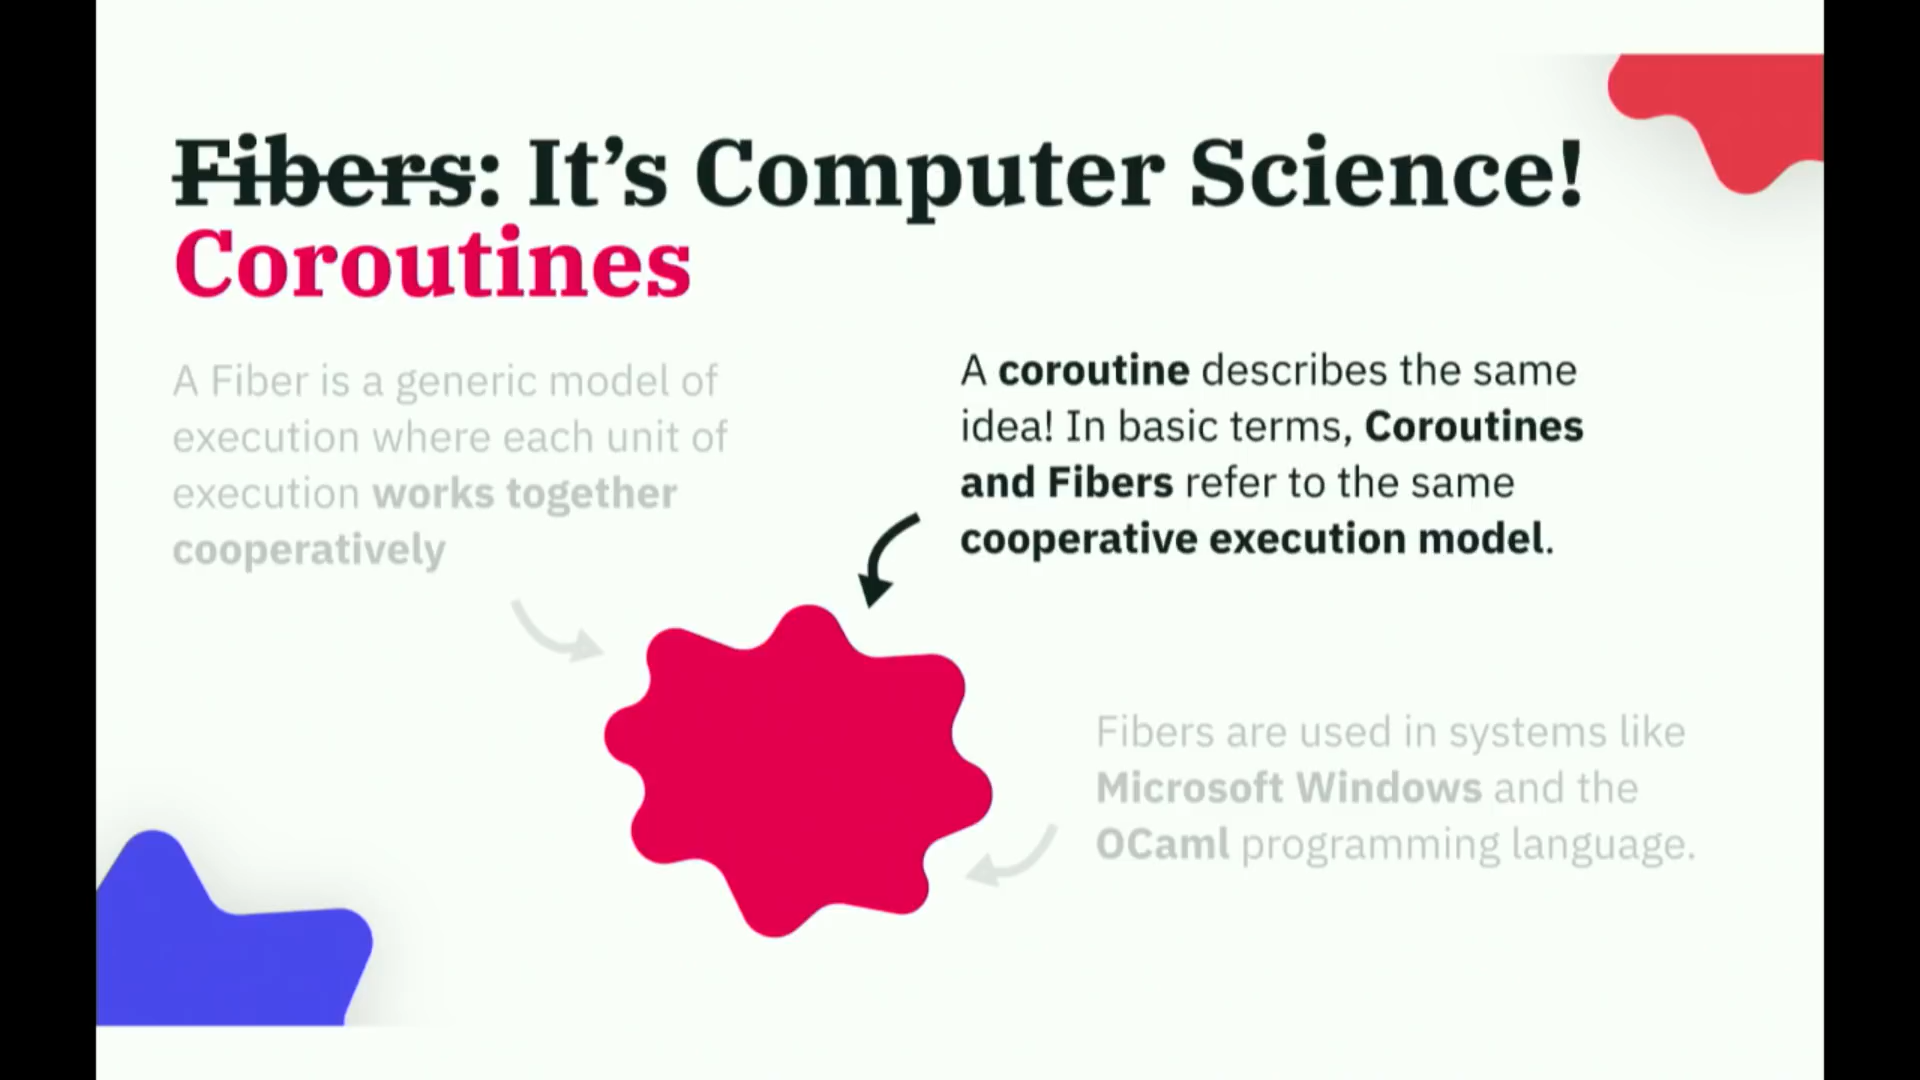 Fibers: It's Computer Science!
Coroutines
A Fiber is a generic model of
execution where each unit of
execution works together
cooperatively
A coroutine describes the same
idea! In basic terms, Coroutines
and Fibers refer to the same
cooperative execution model.
Fibers are used in systems like
Microsoft Windows and the
OCaml programming language.